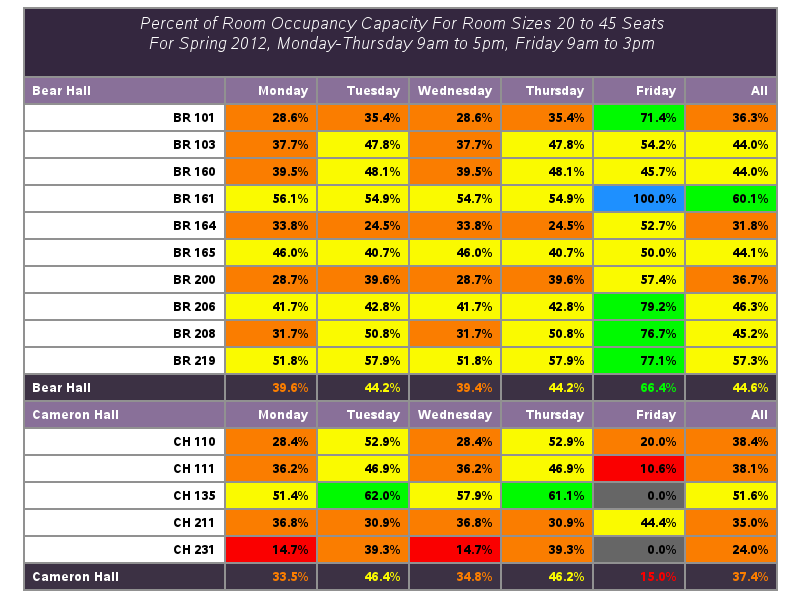 Percent of Room Occupancy Capacity For Room Sizes 20 to 45 Seats
For Spring 2012, Monday-Thursday 9am to 5pm, Friday 9am to 3pm
Bear Hall Monday Tuesday Wednesday Thursday Friday All
BR 101 28.6% 35.4% 28.6% 35.4% 71.4% 36.3%
BR 103 37.7% 47.8% 37.7% 47.8% 54.2% 44.0%
BR 160 39.5% 48.1% 39.5% 48.1% 45.7% 44.0%
BR 161 56.1% 54.9% 54.7% 54.9% 100.0% 60.1%
BR 164 33.8% 24.5% 33.8% 24.5% 52.7% 31.8%
BR 165 46.0% 40.7% 46.0% 40.7% 50.0% 44.1%
BR 200 28.7% 39.6% 28.7% 39.6% 57.4% 36.7%
BR 206 41.7% 42.8% 41.7% 42.8% 79.2% 46.3%
BR 208 31.7% 50.8% 31.7% 50.8% 76.7% 45.2%
BR 219 51.8% 57.9% 51.8% 57.9% 77.1% 57.3%
Bear Hall 39.6% 44.2% 39.4% 44.2% 66.4% 44.6%
Cameron Hall Monday Tuesday Wednesday Thursday Friday All
CH 110 28.4% 52.9% 28.4% 52.9% 20.0% 38.4%
CH 111 36.2% 46.9% 36.2% 46.9% 10.6% 38.1%
CH 135 51.4% 62.0% 57.9% 61.1% 0.0% 51.6%
CH 211 36.8% 30.9% 36.8% 30.9% 44.4% 35.0%
CH 231 14.7% 39.3% 14.7% 39.3% 0.0% 24.0%
Cameron Hall 33.5% 46.4% 34.8% 46.2% 15.0% 37.4%